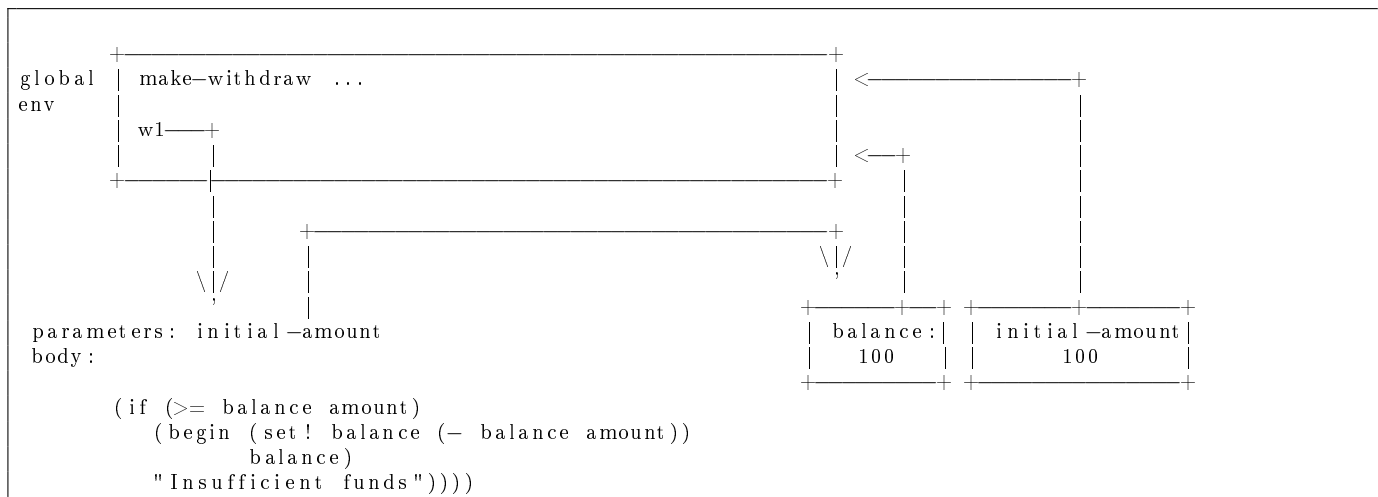 global make-withdraw ...
env
w1
parameters: initial-amount balance: initial-amount
body: 100 100
(if (>= balance amount)
(begin (set! balance (- balance amount))
balance)
"Insufficient funds"))))